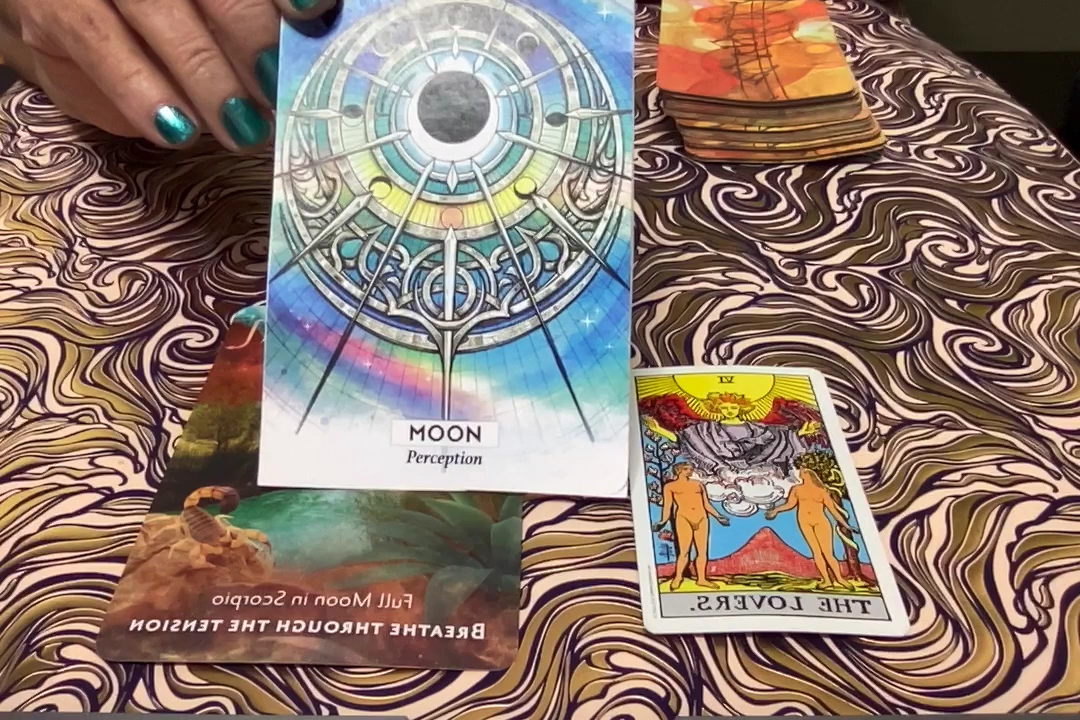 MOON
Perception
VI
THE LOVERS.
Full Moon in Scorpio
BREATHE THROUGH THE TENSION